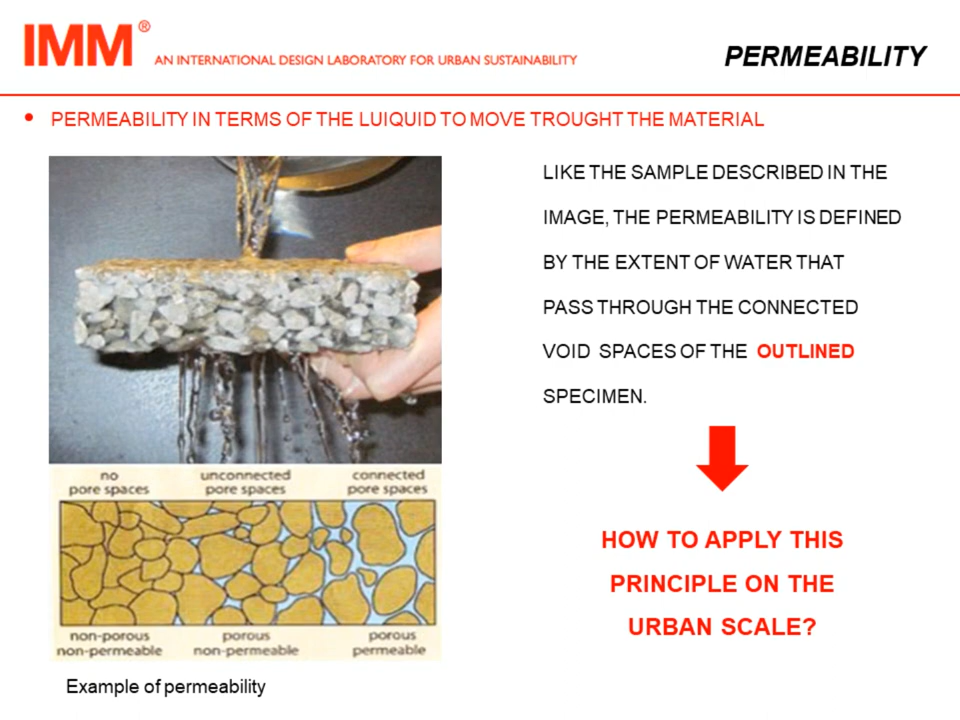 IMM®
AN INTERNATIONAL DESIGN LABORATORY FOR URBAN SUSTAINABILITY
PERMEABILITY
• PERMEABILITY IN TERMS OF THE LUIQUID TO MOVE TROUGHT THE MATERIAL
LIKE THE SAMPLE DESCRIBED IN THE
IMAGE, THE PERMEABILITY IS DEFINED
BY THE EXTENT OF WATER THAT
PASS THROUGH THE CONNECTED
VOID SPACES OF THE OUTLINED
SPECIMEN.
HOW TO APPLY THIS
PRINCIPLE ON THE
URBAN SCALE?
no unconnected connected
pore spaces pore spaces pore spaces
non-porous porous porous
non-permeable non-permeable permeable
Example of permeability